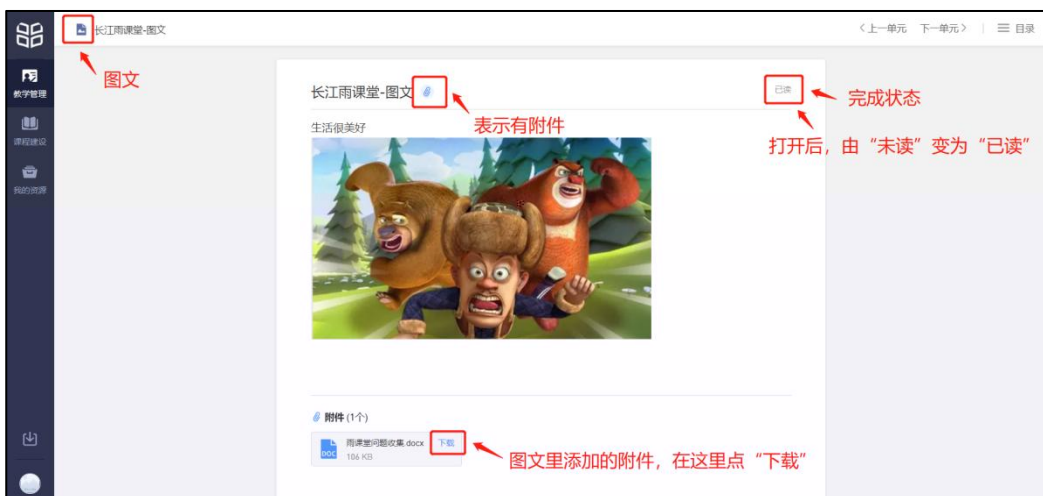 长江雨课堂-图文
〈上一单元 下一单元〉 目录
图文
教学管理
课程建设
我的资源
长江雨课堂-图文
已读
完成状态
表示有附件
打开后，由“未读”变为“已读”
生活很美好
附件(1个)
雨课堂问题收集.docx
下载
DOC
186 KB
图文里添加的附件，在这里点“下载”